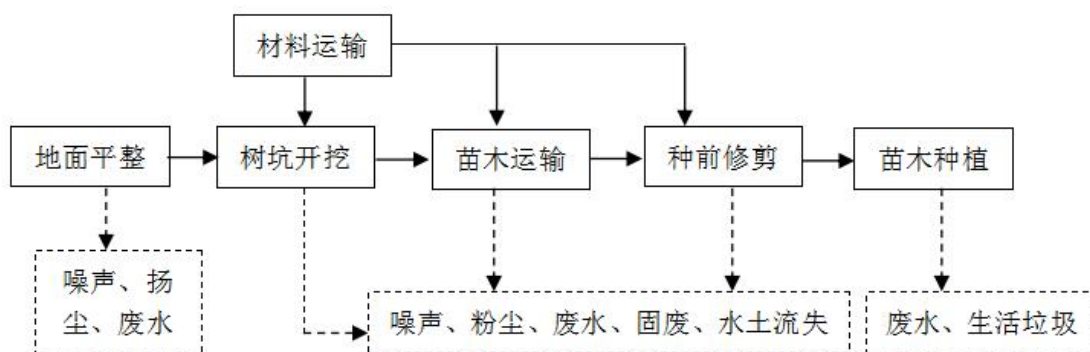 材料运输
地面平整
树坑开挖
苗木运输
种前修剪
苗木种植
噪声、扬
尘、废水
噪声、粉尘、废水、固废、水土流失
废水、生活垃圾